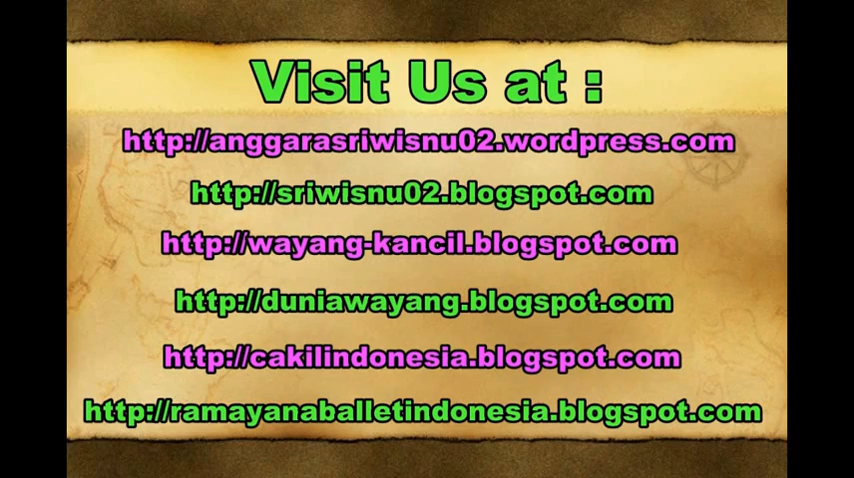 Visit Us at :
http://anggarasriwisnu02.wordpress.com
http://sriwisnu02.blogspot.com
http://wayang-kancil.blogspot.com
http://duniawayang.blogspot.com
http://cakilindonesia.blogspot.com
http://ramayanaballetindonesia.blogspot.com